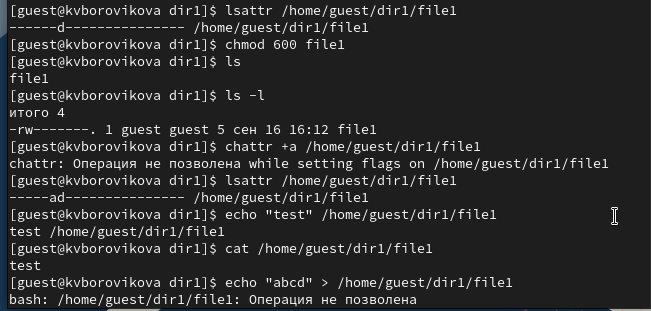 [guest@kvborovikova dir1]$ lsattr /home/guest/dir1/file1
------d--------------- /home/guest/dir1/file1
[guest@kvborovikova dir1]$ chmod 600 file1
[guest@kvborovikova dir1]$ ls
file1
[guest@kvborovikova dir1]$ ls -l
итого 4
-rw-------. 1 guest guest 5 сен 16 16:12 file1
[guest@kvborovikova dir1]$ chattr +a /home/guest/dir1/file1
chattr: Операция не позволена while setting flags on /home/guest/dir1/file1
[guest@kvborovikova dir1]$ lsattr /home/guest/dir1/file1
-----ad--------------- /home/guest/dir1/file1
[guest@kvborovikova dir1]$ echo "test" /home/guest/dir1/file1
test /home/guest/dir1/file1
[guest@kvborovikova dir1]$ cat /home/guest/dir1/file1
test
[guest@kvborovikova dir1]$ echo "abcd" > /home/guest/dir1/file1
bash: /home/guest/dir1/file1: Операция не позволена